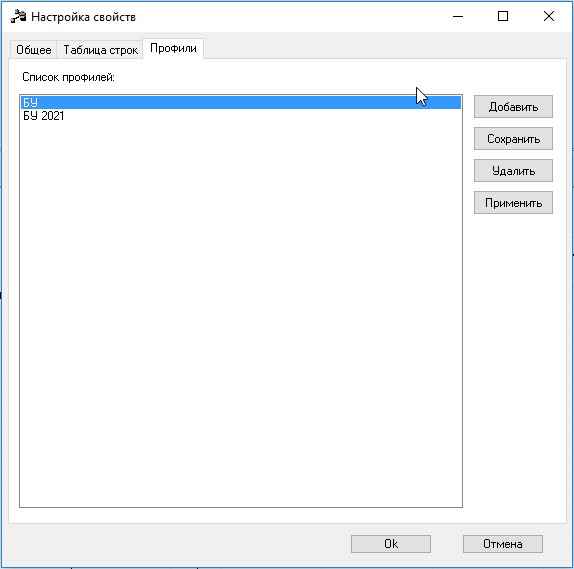 Настройка свойств
Общее
Таблица строк
Профили
Список профилей:
БУ
БУ 2021
Добавить
Сохранить
Удалить
Применить
Ok
Отмена